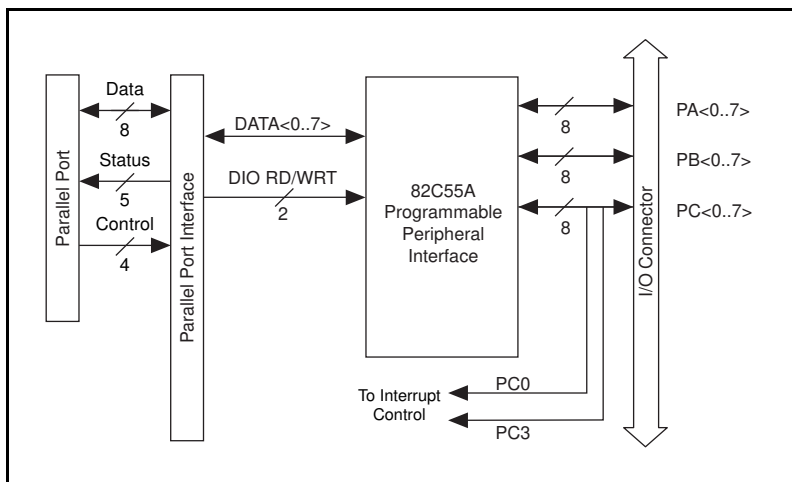 Parallel Port
Data
8
Status
5
Control
4
Parallel Port Interface
DATA<0..7>
DIO RD/WRT
2
82C55A
Programmable
Peripheral
Interface
8
8
8
To Interrupt
Control
PC0
PC3
I/O Connector
PA<0..7>
PB<0..7>
PC<0..7>